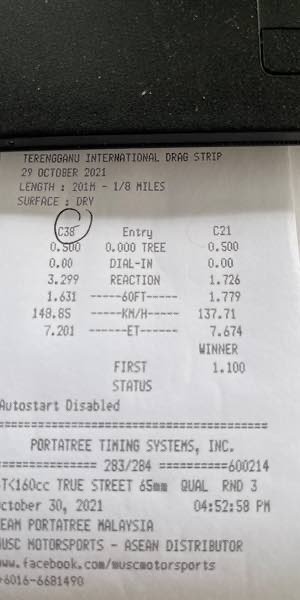 TERENGGANU INTERNATIONAL DRAG STRIP
29 OCTOBER 2021
LENGTH : 201M - 1/8 MILES
SURFACE : DRY
C38 Entry C21
0.500 0.000 TREE 0.500
0.00 DIAL-IN 0.00
3.299 REACTION 1.726
1.631 -----60FT----- 1.779
148.85 -----KM/H----- 137.71
7.201 ------ET------ 7.674
WINNER
FIRST 1.100
STATUS
Autostart Disabled
========================================
PORTATREE TIMING SYSTEMS, INC.
============== 283/284 ==========600214
TK160cc TRUE STREET 65mm QUAL RND 3
ctober 30, 2021 04:52:58 PM
EAM PORTATREE MALAYSIA
USC MOTORSPORTS - ASEAN DISTRIBUTOR
ww.facebook.com/muscmotorsports
+6016-6681490